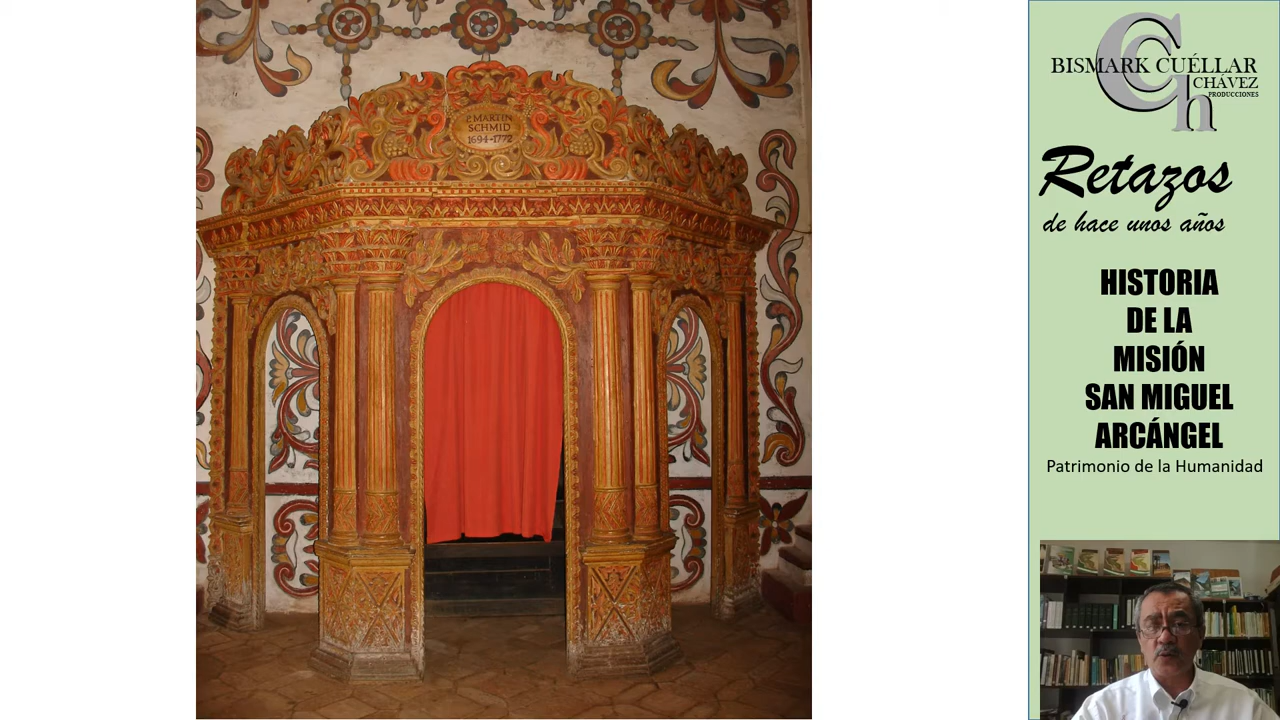 P. MARTIN
SCHMID
1694-1772
CCh
BISMARK CUÉLLAR
CHÁVEZ
PRODUCCIONES
Retazos
de hace unos años
HISTORIA
DE LA
MISIÓN
SAN MIGUEL
ARCÁNGEL
Patrimonio de la Humanidad